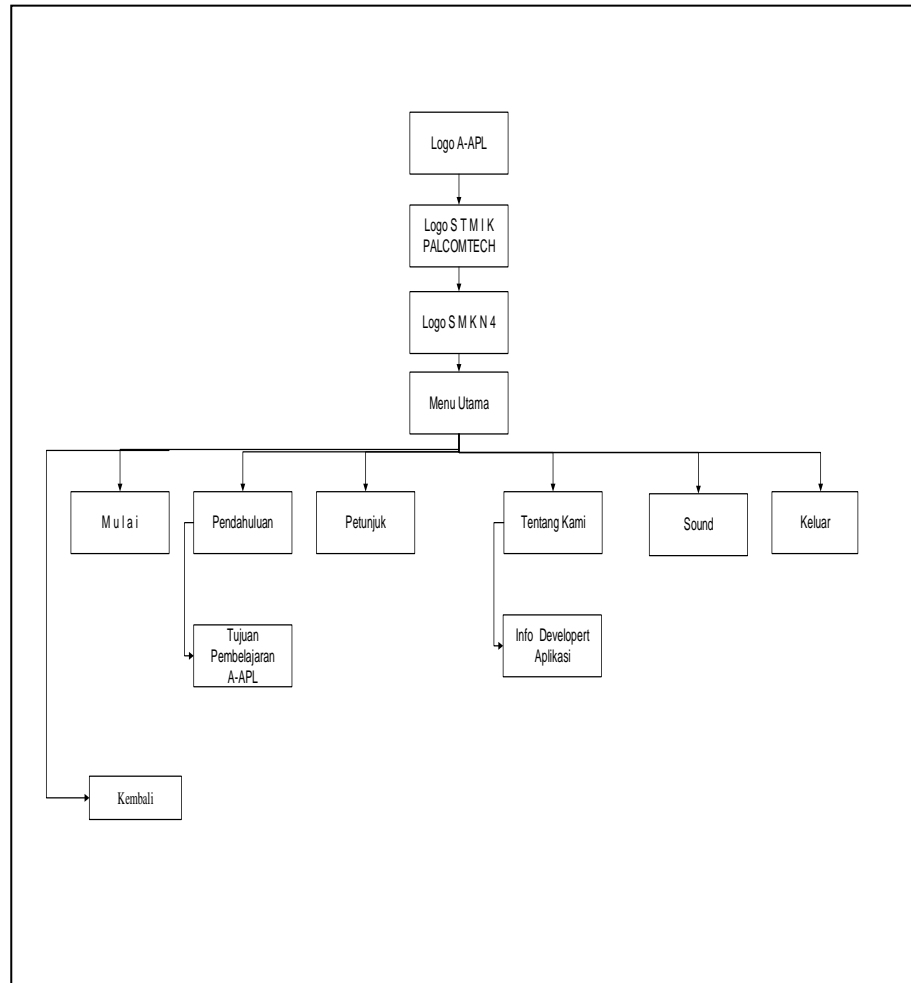 Logo A-APL
Logo S T M I K
PALCOMTECH
Logo S M K N 4
Menu Utama
M u l a i
Pendahuluan
Petunjuk
Tentang Kami
Sound
Keluar
Tujuan
Pembelajaran
A-APL
Info Developert
Aplikasi
Kembali